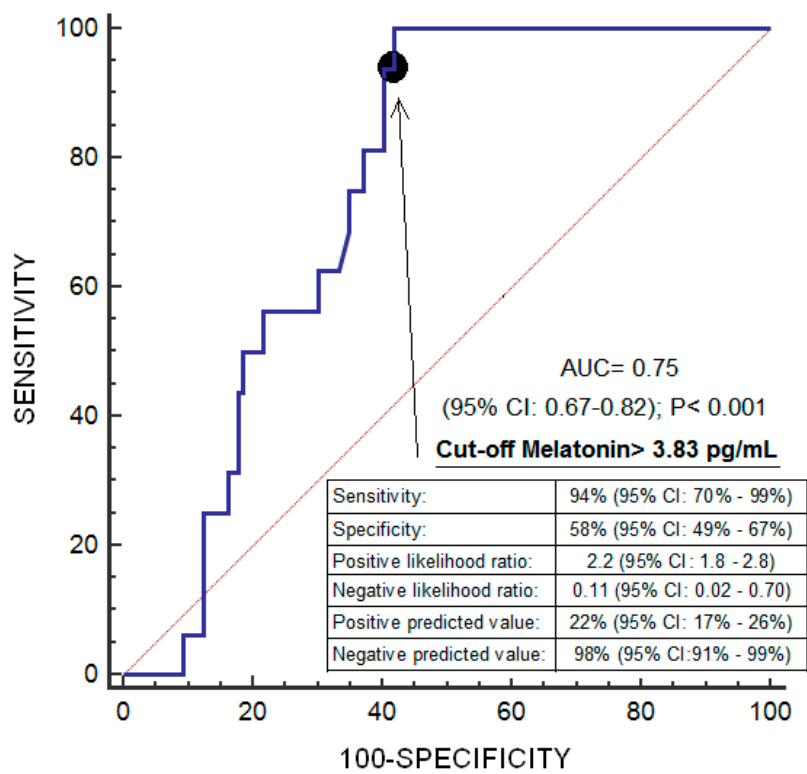 100
80
60
40
20
0
SENSITIVITY
AUC= 0.75
(95% CI: 0.67-0.82); P< 0.001
Cut-off Melatonin> 3.83 pg/mL
Sensitivity: 94% (95% CI: 70% - 99%)
Specificity: 58% (95% CI: 49% - 67%)
Positive likelihood ratio: 2.2 (95% CI: 1.8 - 2.8)
Negative likelihood ratio: 0.11 (95% CI: 0.02 - 0.70)
Positive predicted value: 22% (95% CI: 17% - 26%)
Negative predicted value: 98% (95% CI:91% - 99%)
0 20 40 60 80 100
100-SPECIFICITY